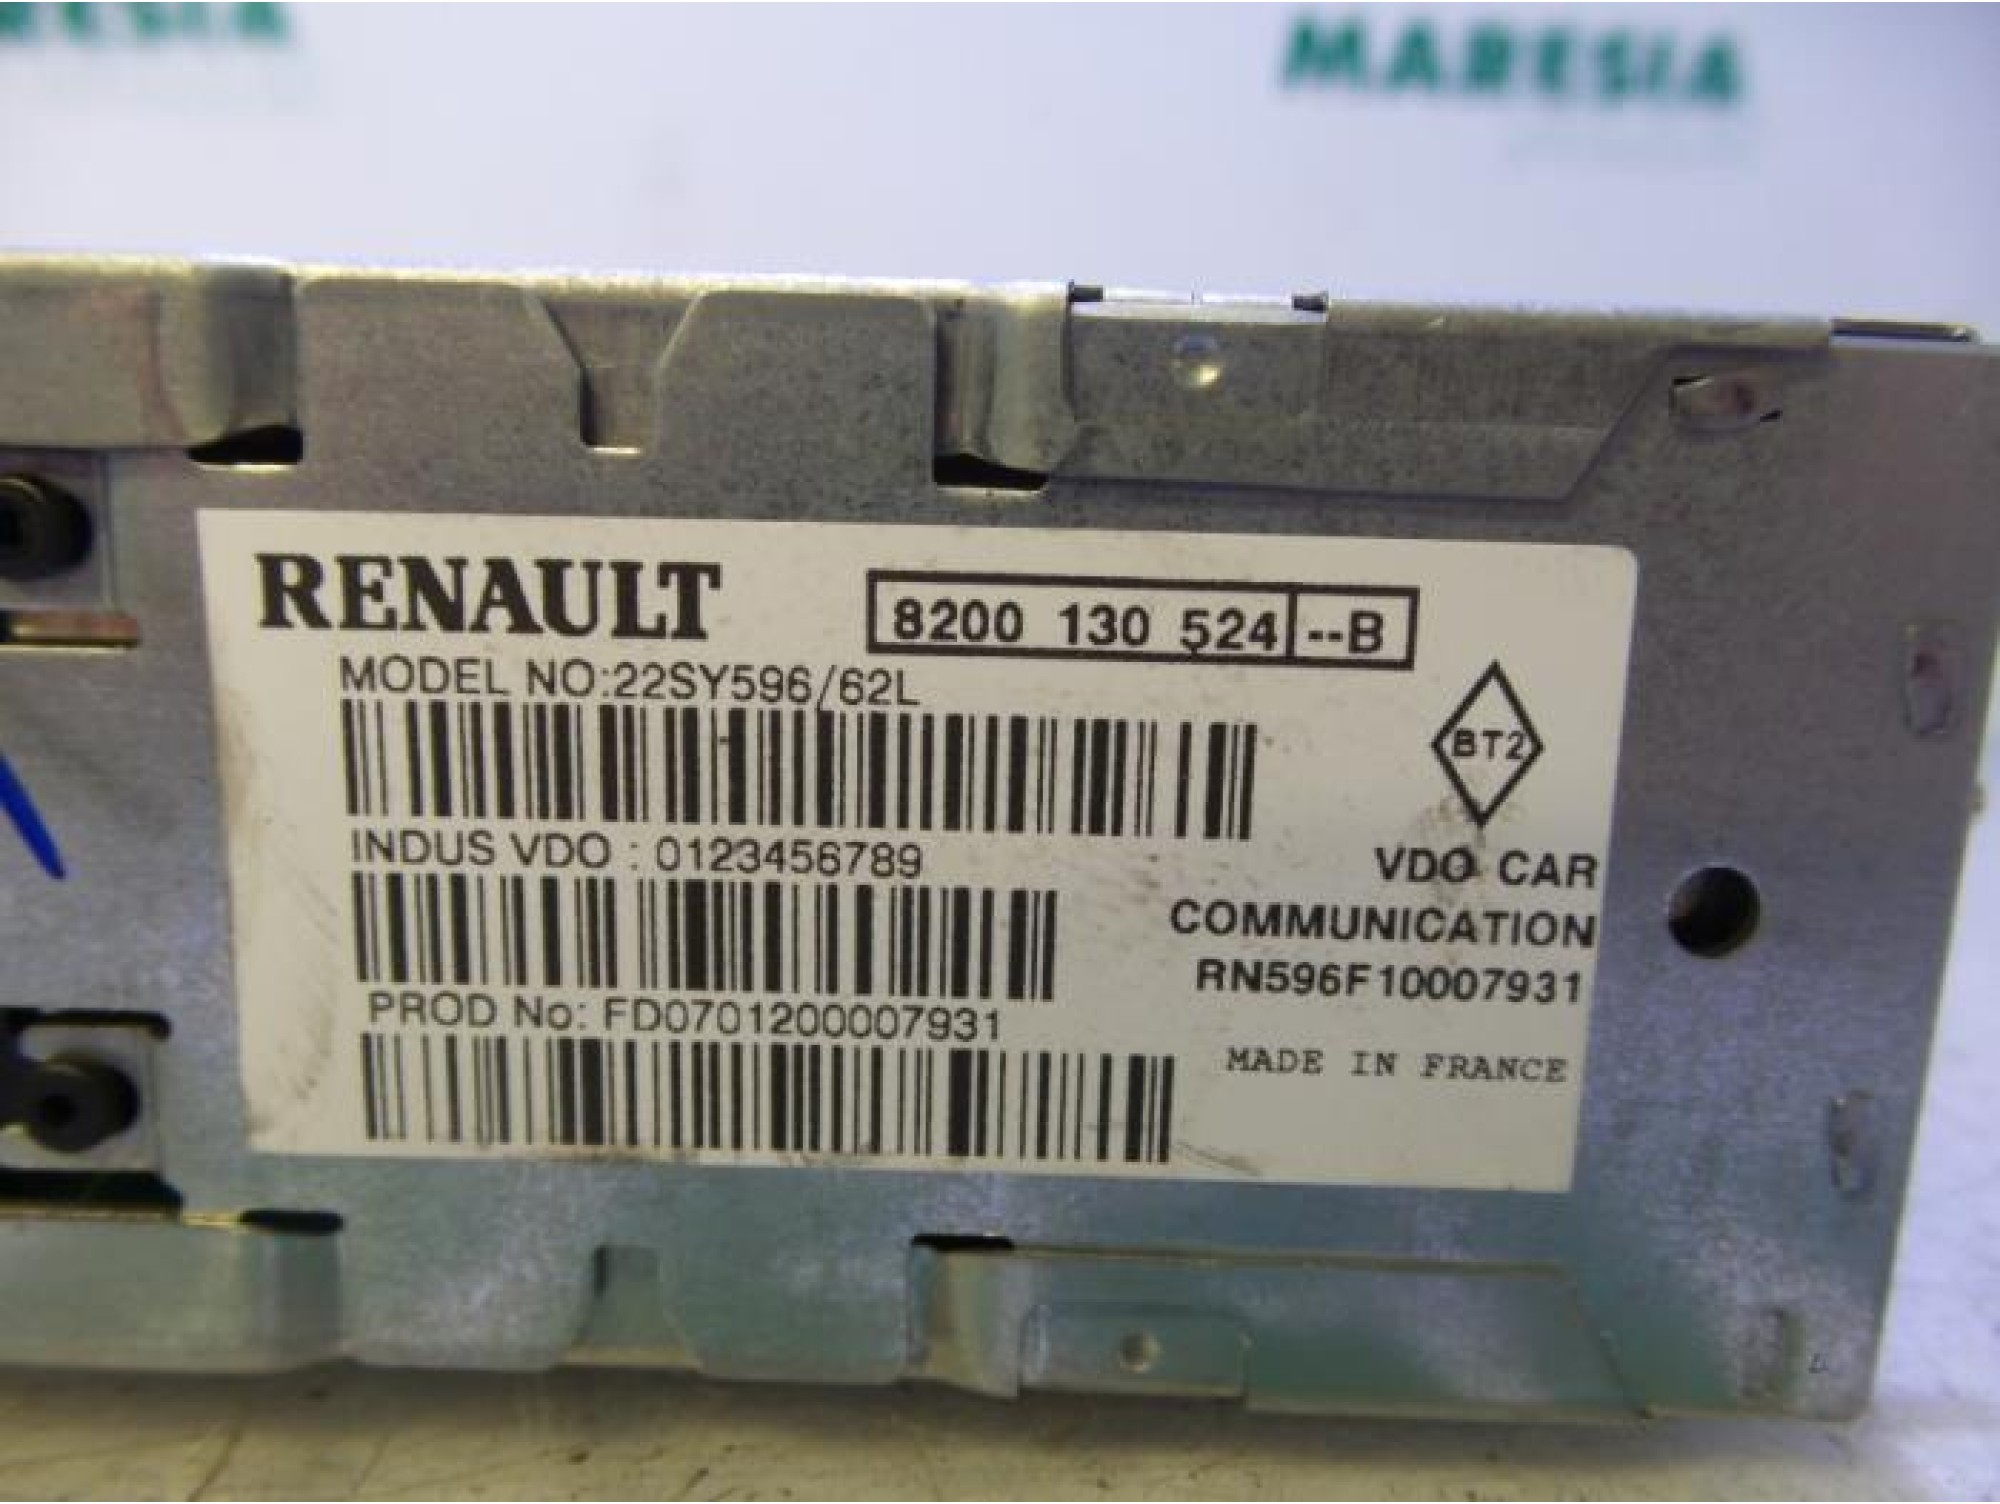 MARESIA
RENAULT
8200 130 524 --B
MODEL NO:22SY596/62L
BT2
INDUS VDO : 0123456789
VDO CAR
COMMUNICATION
RN596F10007931
PROD No: FD0701200007931
MADE IN FRANCE